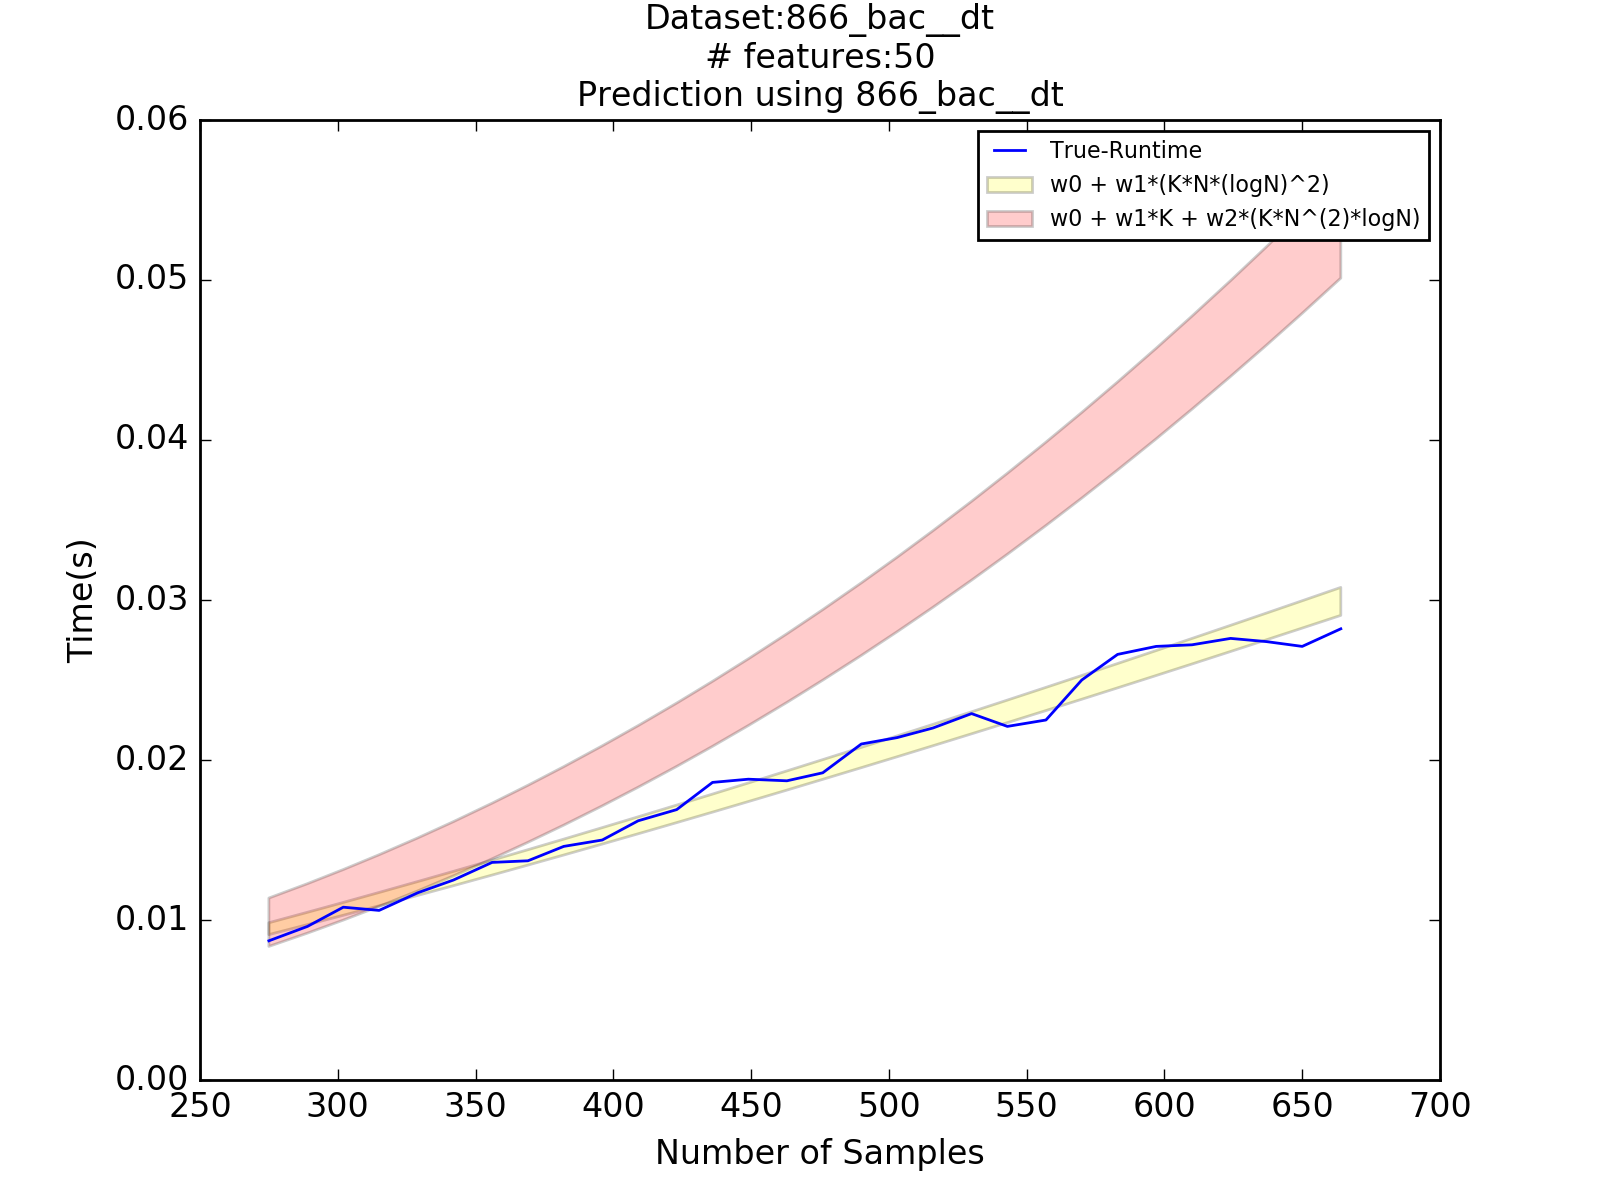 Dataset:866_bac__dt
# features:50
Prediction using 866_bac__dt
True-Runtime
w0 + w1*(K*N*(logN)^2)
w0 + w1*K + w2*(K*N^(2)*logN)
0.06
0.05
0.04
0.03
0.02
0.01
0.00
Time(s)
250 300 350 400 450 500 550 600 650 700
Number of Samples